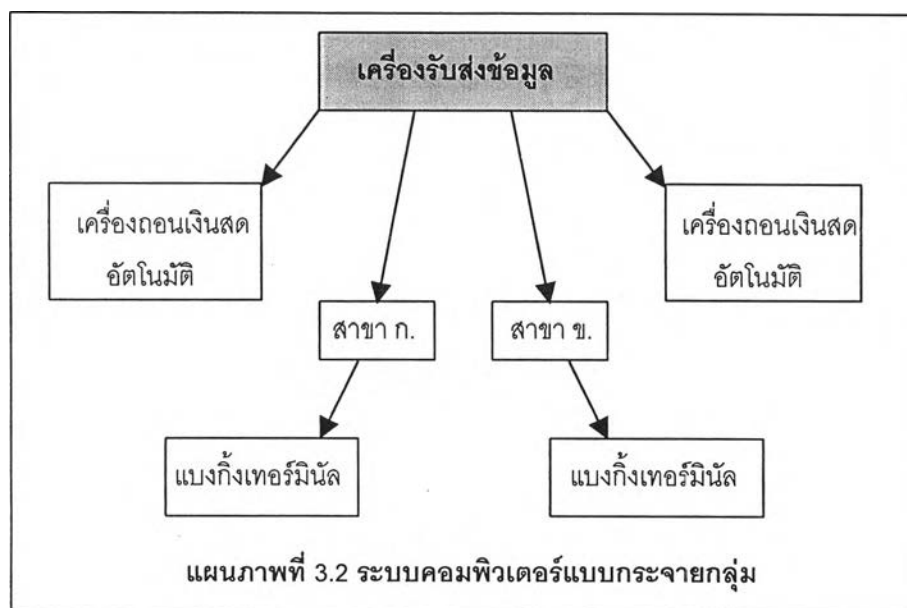 เครื่องรับส่งข้อมูล
เครื่องถอนเงินสด
อัตโนมัติ
เครื่องถอนเงินสด
อัตโนมัติ
สาขา ก.
สาขา ข.
แบงกิ้งเทอร์มินัล
แบงกิ้งเทอร์มินัล
แผนภาพที่ 3.2 ระบบคอมพิวเตอร์แบบกระจายกลุ่ม